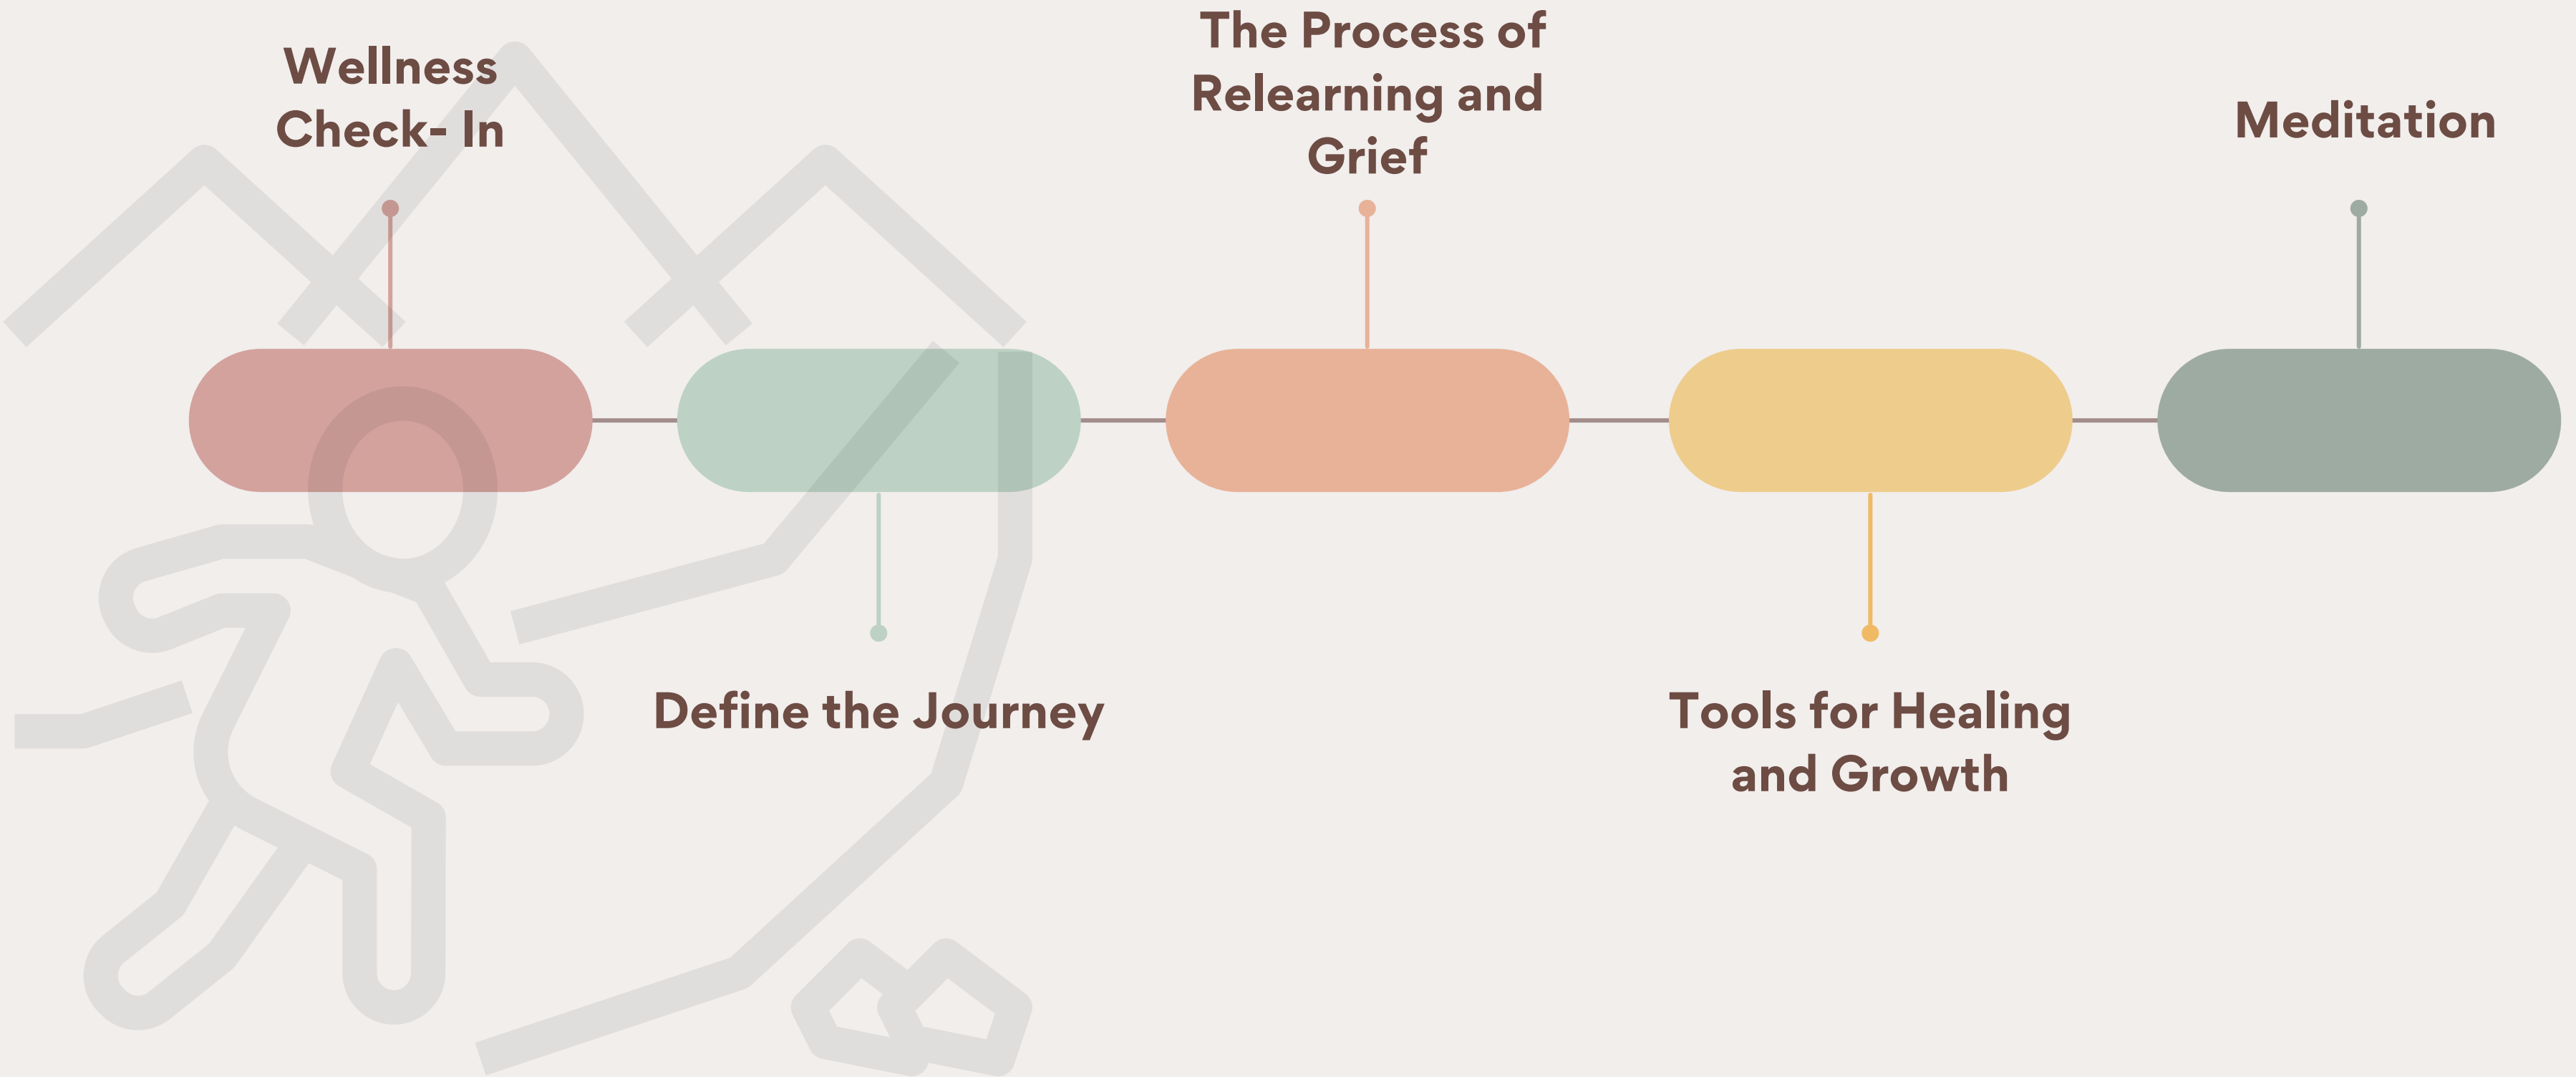 Wellness
Check- In
Define the Journey
The Process of
Relearning and
Grief
Tools for Healing
and Growth
Meditation